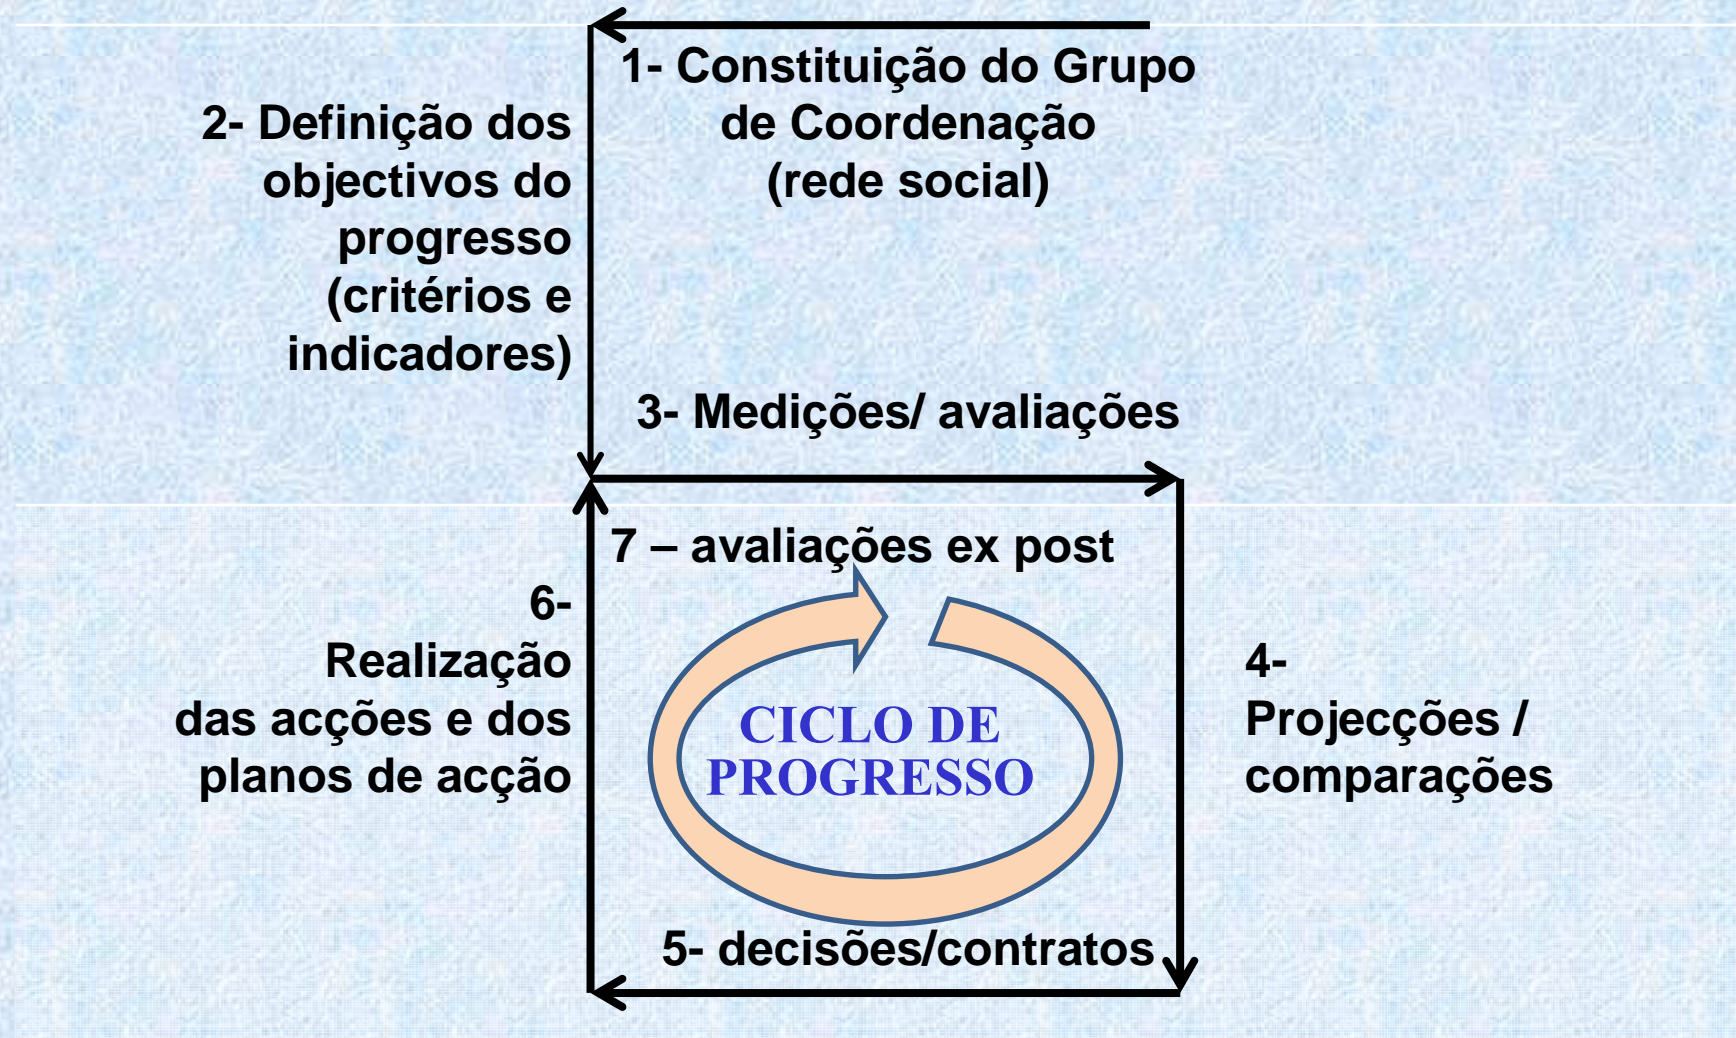 1- Constituição do Grupo
de Coordenação
(rede social)
2- Definição dos
objectivos do
progresso
(critérios e
indicadores)
3- Medições/ avaliações
7 – avaliações ex post
6-
Realização
das acções e dos
planos de acção
4-
Projecções /
comparações
CICLO DE
PROGRESSO
5- decisões/contratos